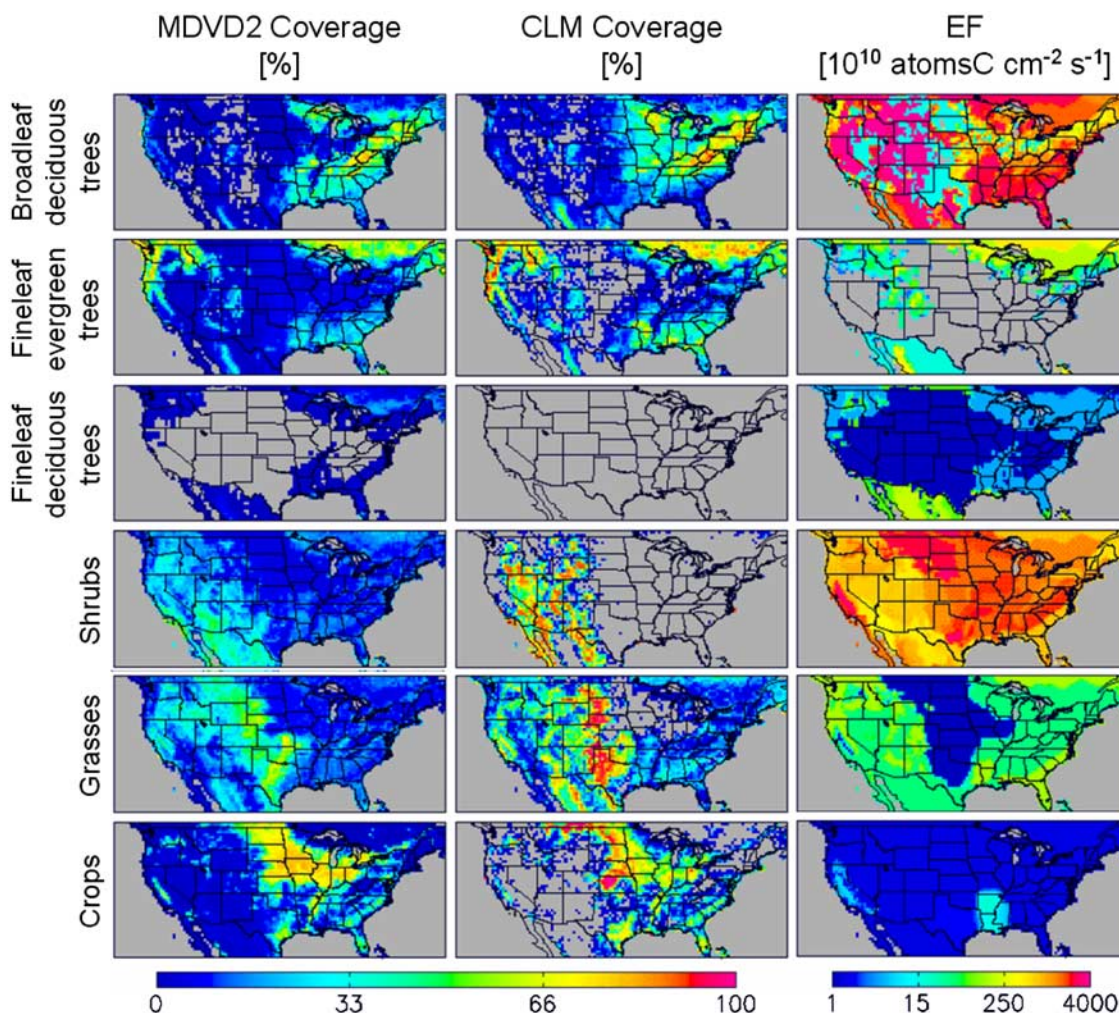 MDVD2 Coverage
[%]
CLM Coverage
[%]
EF
[10¹⁰ atomsC cm⁻² s⁻¹]
Broadleaf
deciduous
trees
Fineleaf
evergreen
trees
Fineleaf
deciduous
trees
Shrubs
Grasses
Crops
0 33 66 100
1 15 250 4000